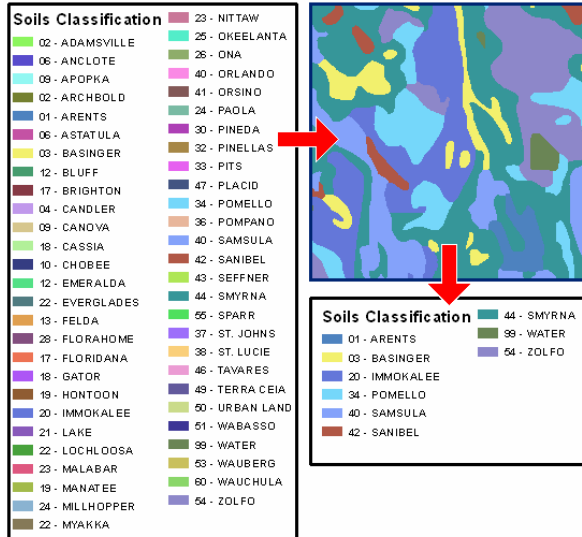 Soils Classification
02 - ADAMSVILLE
06 - ANCLOTE
09 - APOPKA
02 - ARCHBOLD
01 - ARENTS
06 - ASTATULA
03 - BASINGER
12 - BLUFF
17 - BRIGHTON
04 - CANDLER
09 - CANOVA
18 - CASSIA
10 - CHOBEE
12 - EMERALDA
22 - EVERGLADES
13 - FELDA
28 - FLORAHOME
17 - FLORIDANA
18 - GATOR
19 - HONTOON
20 - IMMOKALEE
21 - LAKE
22 - LOCHLOOSA
23 - MALABAR
19 - MANATEE
24 - MILLHOPPER
22 - MYAKKA
23 - NITTAW
25 - OKEELANTA
26 - ONA
40 - ORLANDO
41 - ORSINO
24 - PAOLA
30 - PINEDA
32 - PINELLAS
33 - PITS
47 - PLACID
34 - POMELLO
36 - POMPANO
40 - SAMSULA
42 - SANIBEL
43 - SEFFNER
44 - SMYRNA
55 - SPARR
37 - ST. JOHNS
38 - ST. LUCIE
46 - TAVARES
49 - TERRA CEIA
50 - URBAN LAND
51 - WABASSO
99 - WATER
53 - WAUBERG
60 - WAUCHULA
54 - ZOLFO
Soils Classification
01 - ARENTS
03 - BASINGER
20 - IMMOKALEE
34 - POMELLO
40 - SAMSULA
42 - SANIBEL
44 - SMYRNA
99 - WATER
54 - ZOLFO